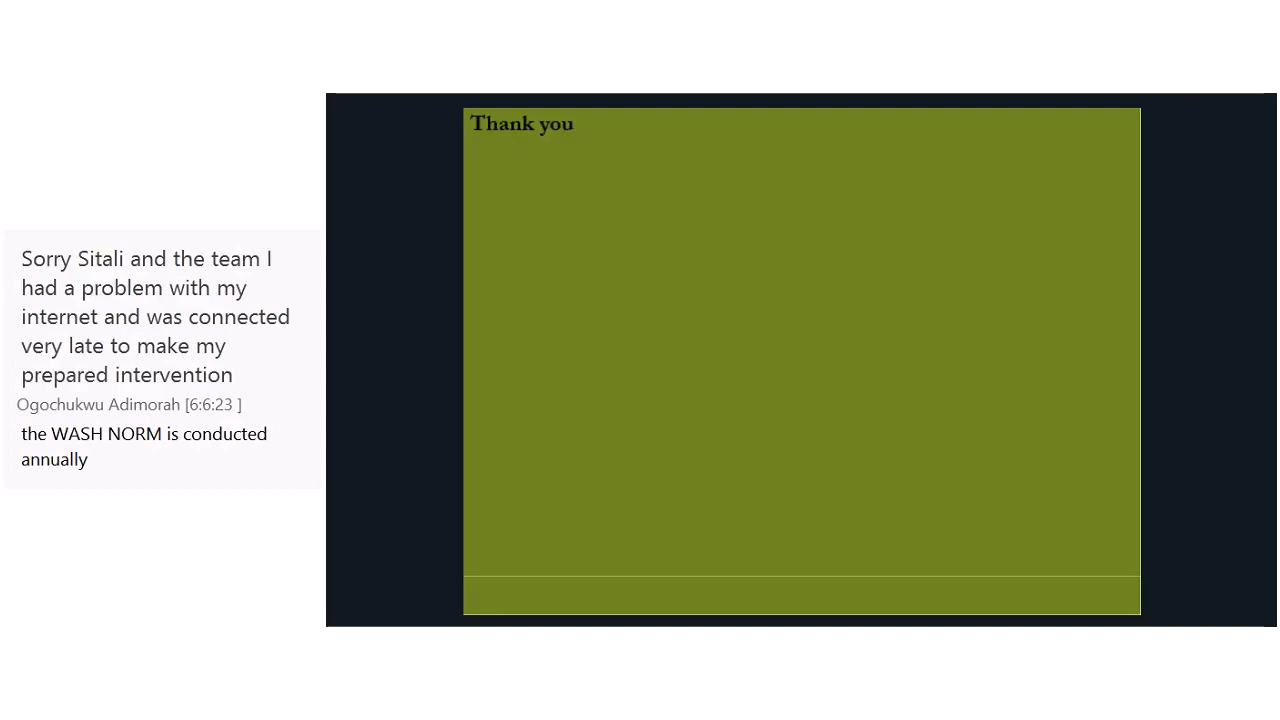 Sorry Sitali and the team I
had a problem with my
internet and was connected
very late to make my
prepared intervention
Ogochukwu Adimorah [6:6:23 ]
the WASH NORM is conducted
annually
Thank you